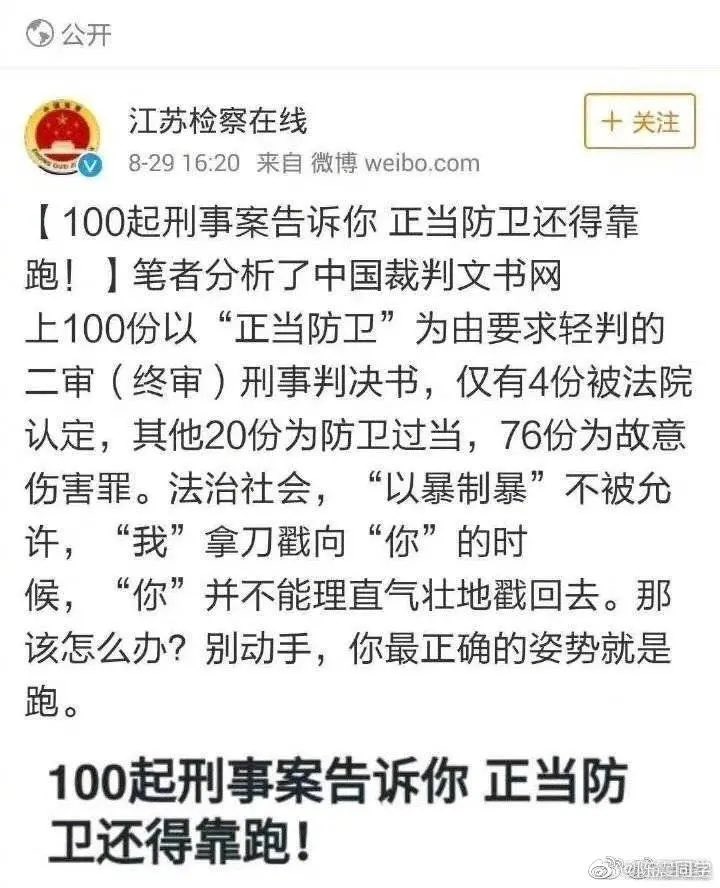 公开
江苏检察在线
+ 关注
8-29 16:20 来自 微博 weibo.com
【100起刑事案告诉你 正当防卫还得靠
跑！】笔者分析了中国裁判文书网
上100份以“正当防卫”为由要求轻判的
二审（终审）刑事判决书，仅有4份被法院
认定，其他20份为防卫过当，76份为故意
伤害罪。法治社会，“以暴制暴”不被允
许，“我”拿刀戳向“你”的时
候，“你”并不能理直气壮地戳回去。那
该怎么办？别动手，你最正确的姿势就是
跑。
100起刑事案告诉你 正当防
卫还得靠跑！